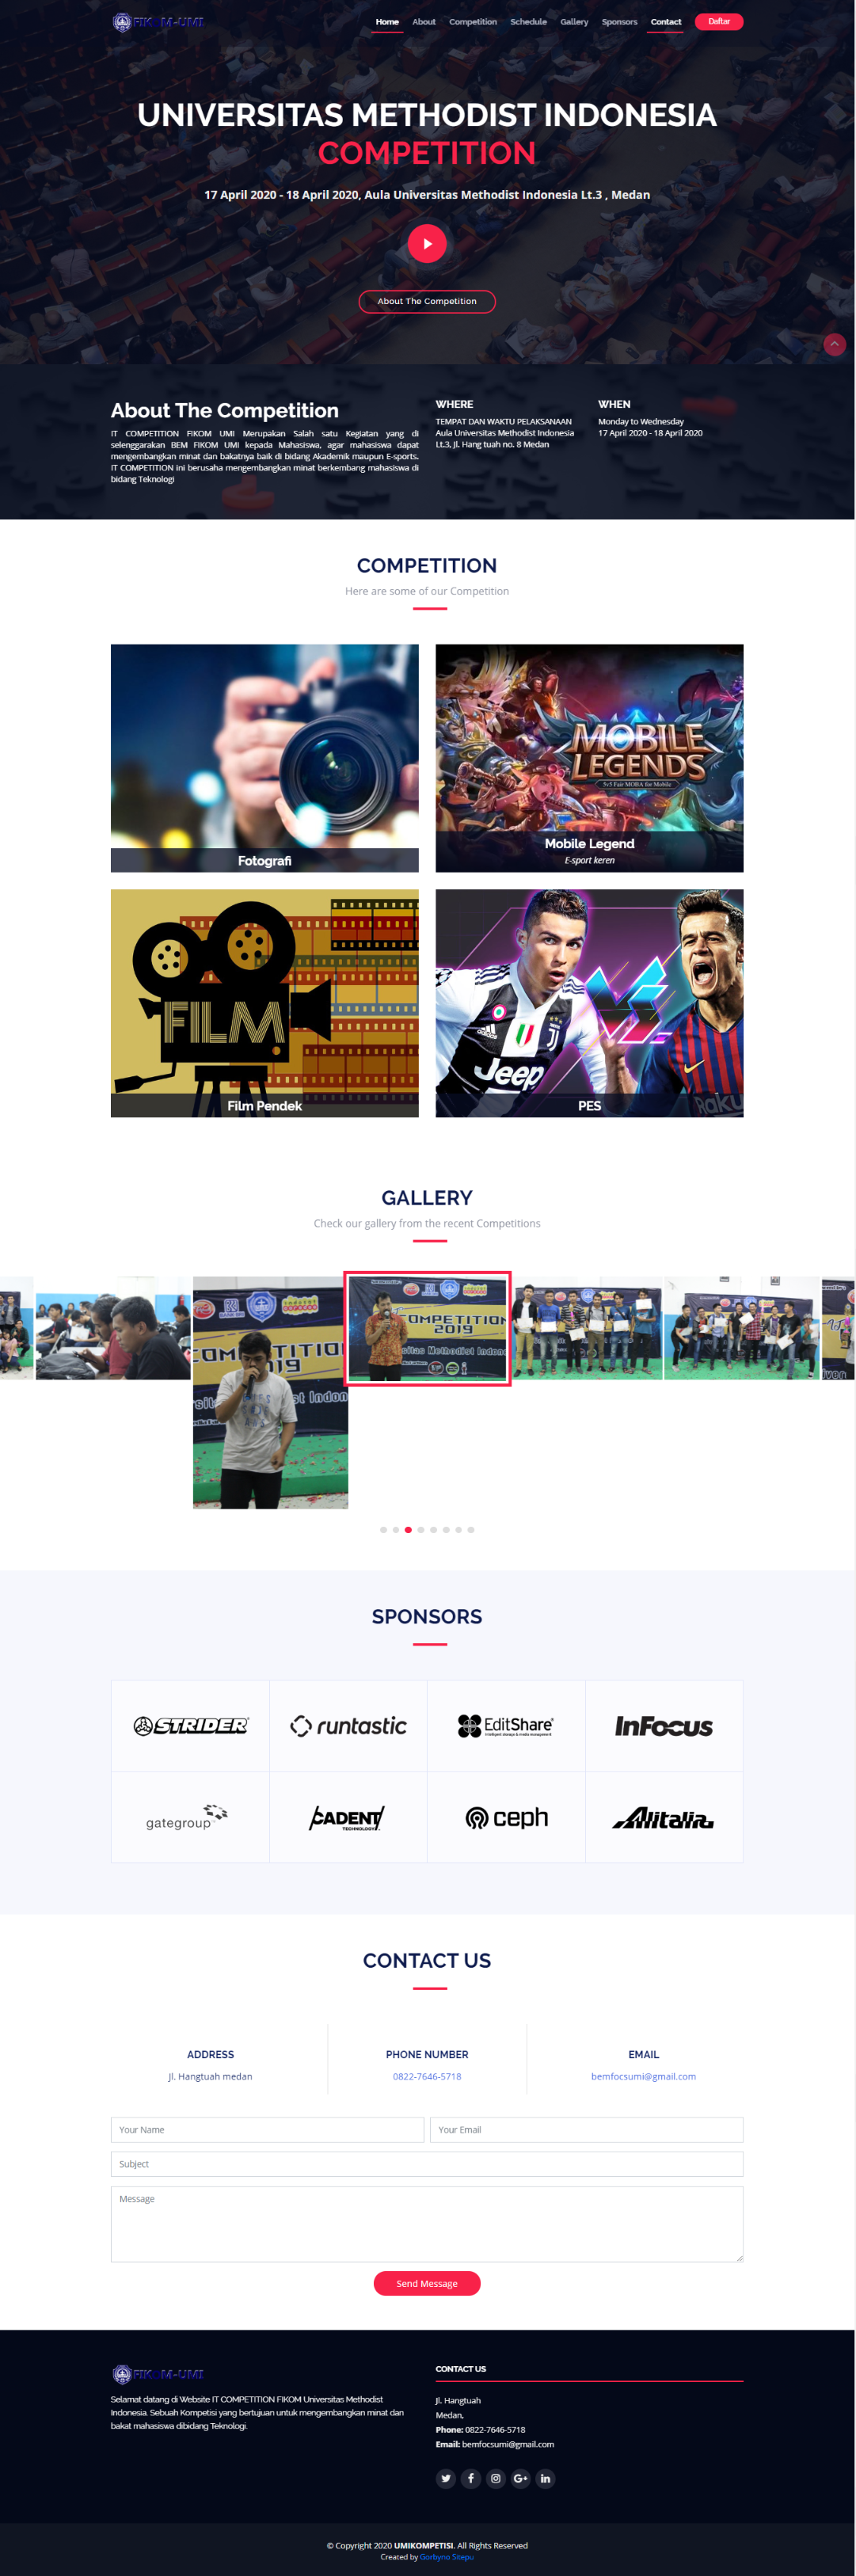 FIKOM-UMI
Home About Competition Schedule Gallery Sponsors Contact Daftar
UNIVERSITAS METHODIST INDONESIA
COMPETITION
17 April 2020 - 18 April 2020, Aula Universitas Methodist Indonesia Lt.3 , Medan
About The Competition
About The Competition
IT COMPETITION FIKOM UMI Merupakan Salah satu Kegiatan yang di
selenggarakan BEM FIKOM UMI kepada Mahasiswa, agar mahasiswa dapat
mengembangkan minat dan bakatnya baik di bidang Akademik maupun E-sports.
IT COMPETITION ini berusaha mengembangkan minat berkembang mahasiswa di
bidang Teknologi
WHERE
TEMPAT DAN WAKTU PELAKSANAAN
Aula Universitas Methodist Indonesia
Lt.3, Jl. Hang tuah no. 8 Medan
WHEN
Monday to Wednesday
17 April 2020 - 18 April 2020
COMPETITION
Here are some of our Competition
Fotografi
MOBILE
LEGENDS
5v5 Fair MOBA for Mobile
Mobile Legend
E-sport keren
FILM
Film Pendek
Jeep
Raku
PES
GALLERY
Check our gallery from the recent Competitions
OMPETITION
2019
SPONSORS
STRIDER
runtastic
EditShare
InFocus
gategroup
CADENT
TECHNOLOGY
ceph
Alitalia
CONTACT US
ADDRESS
Jl. Hangtuah medan
PHONE NUMBER
0822-7646-5718
EMAIL
bemfocsumi@gmail.com
Your Name
Your Email
Subject
Message
Send Message
FIKOM-UMI
Selamat datang di Website IT COMPETITION FIKOM Universitas Methodist
Indonesia. Sebuah Kompetisi yang bertujuan untuk mengembangkan minat dan
bakat mahasiswa dibidang Teknologi.
CONTACT US
Jl. Hangtuah
Medan,
Phone: 0822-7646-5718
Email: bemfocsumi@gmail.com
© Copyright 2020 UMIKOMPETISI. All Rights Reserved
Created by Gorbyno Sitepu